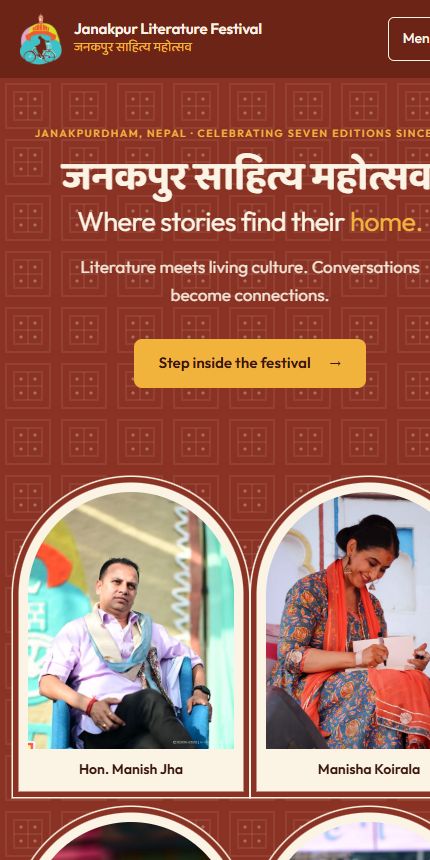 Janakpur Literature Festival
जनकपुर साहित्य महोत्सव
Men
JANAKPURDHAM, NEPAL · CELEBRATING SEVEN EDITIONS SINCE
जनकपुर साहित्य महोत्सव
Where stories find their home.
Literature meets living culture. Conversations
become connections.
Step inside the festival →
Hon. Manish Jha
Manisha Koirala